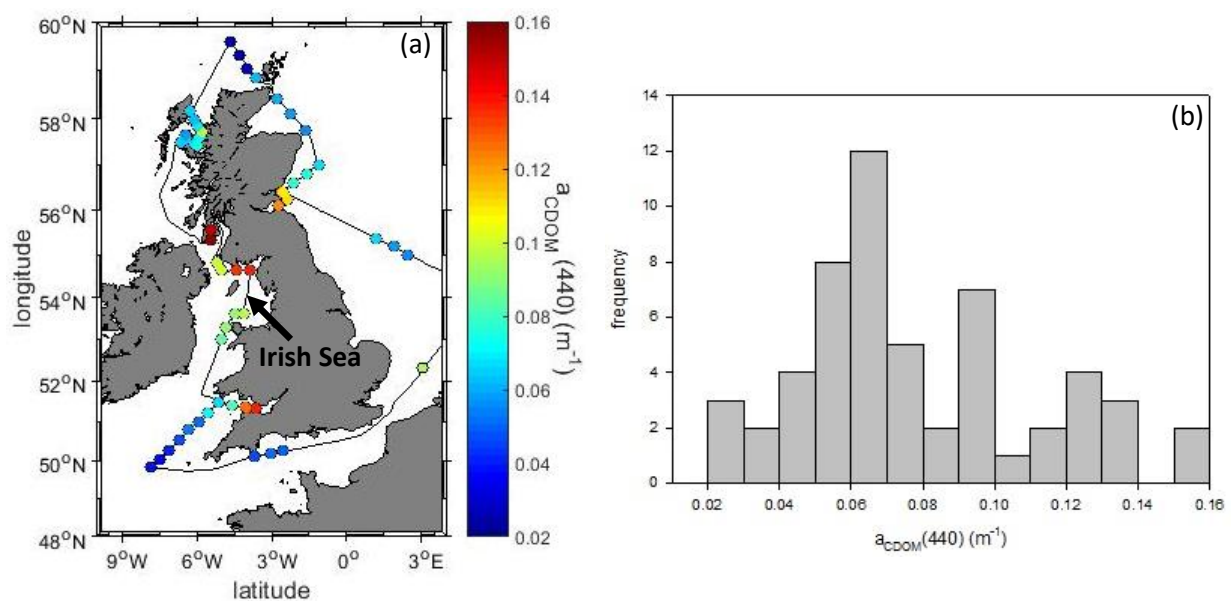 (a)
60°N
58°N
56°N
54°N
52°N
50°N
48°N
longitude
9°W 6°W 3°W 0°W 3°E
latitude
Irish Sea
0.16
0.14
0.12
0.10
0.08
0.06
0.04
0.02
aCDOM(440) (m⁻¹)
(b)
14
12
10
8
6
4
2
0
frequency
0.02 0.04 0.06 0.08 0.10 0.12 0.14 0.16
aCDOM(440) (m⁻¹)